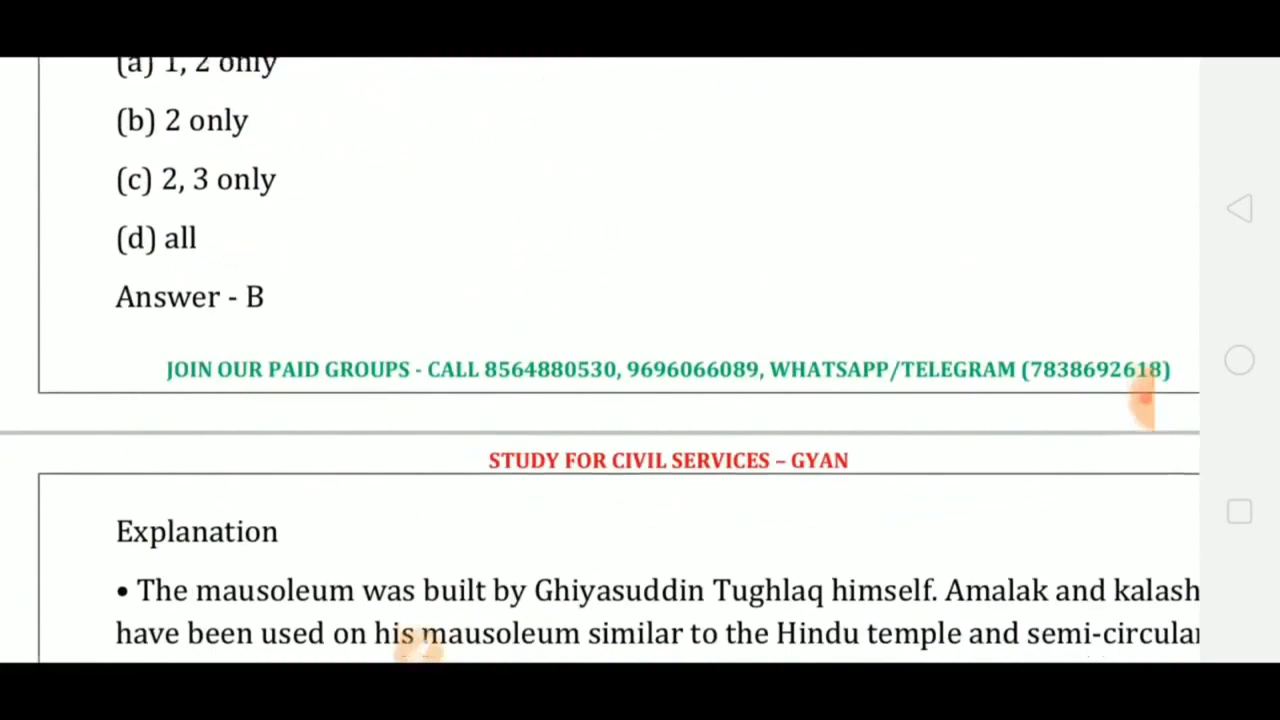 (a) 1, 2 only
(b) 2 only
(c) 2, 3 only
(d) all
Answer - B
JOIN OUR PAID GROUPS - CALL 8564880530, 9696066089, WHATSAPP/TELEGRAM (7838692618)
STUDY FOR CIVIL SERVICES – GYAN
Explanation
• The mausoleum was built by Ghiyasuddin Tughlaq himself. Amalak and kalash
have been used on his mausoleum similar to the Hindu temple and semi-circular